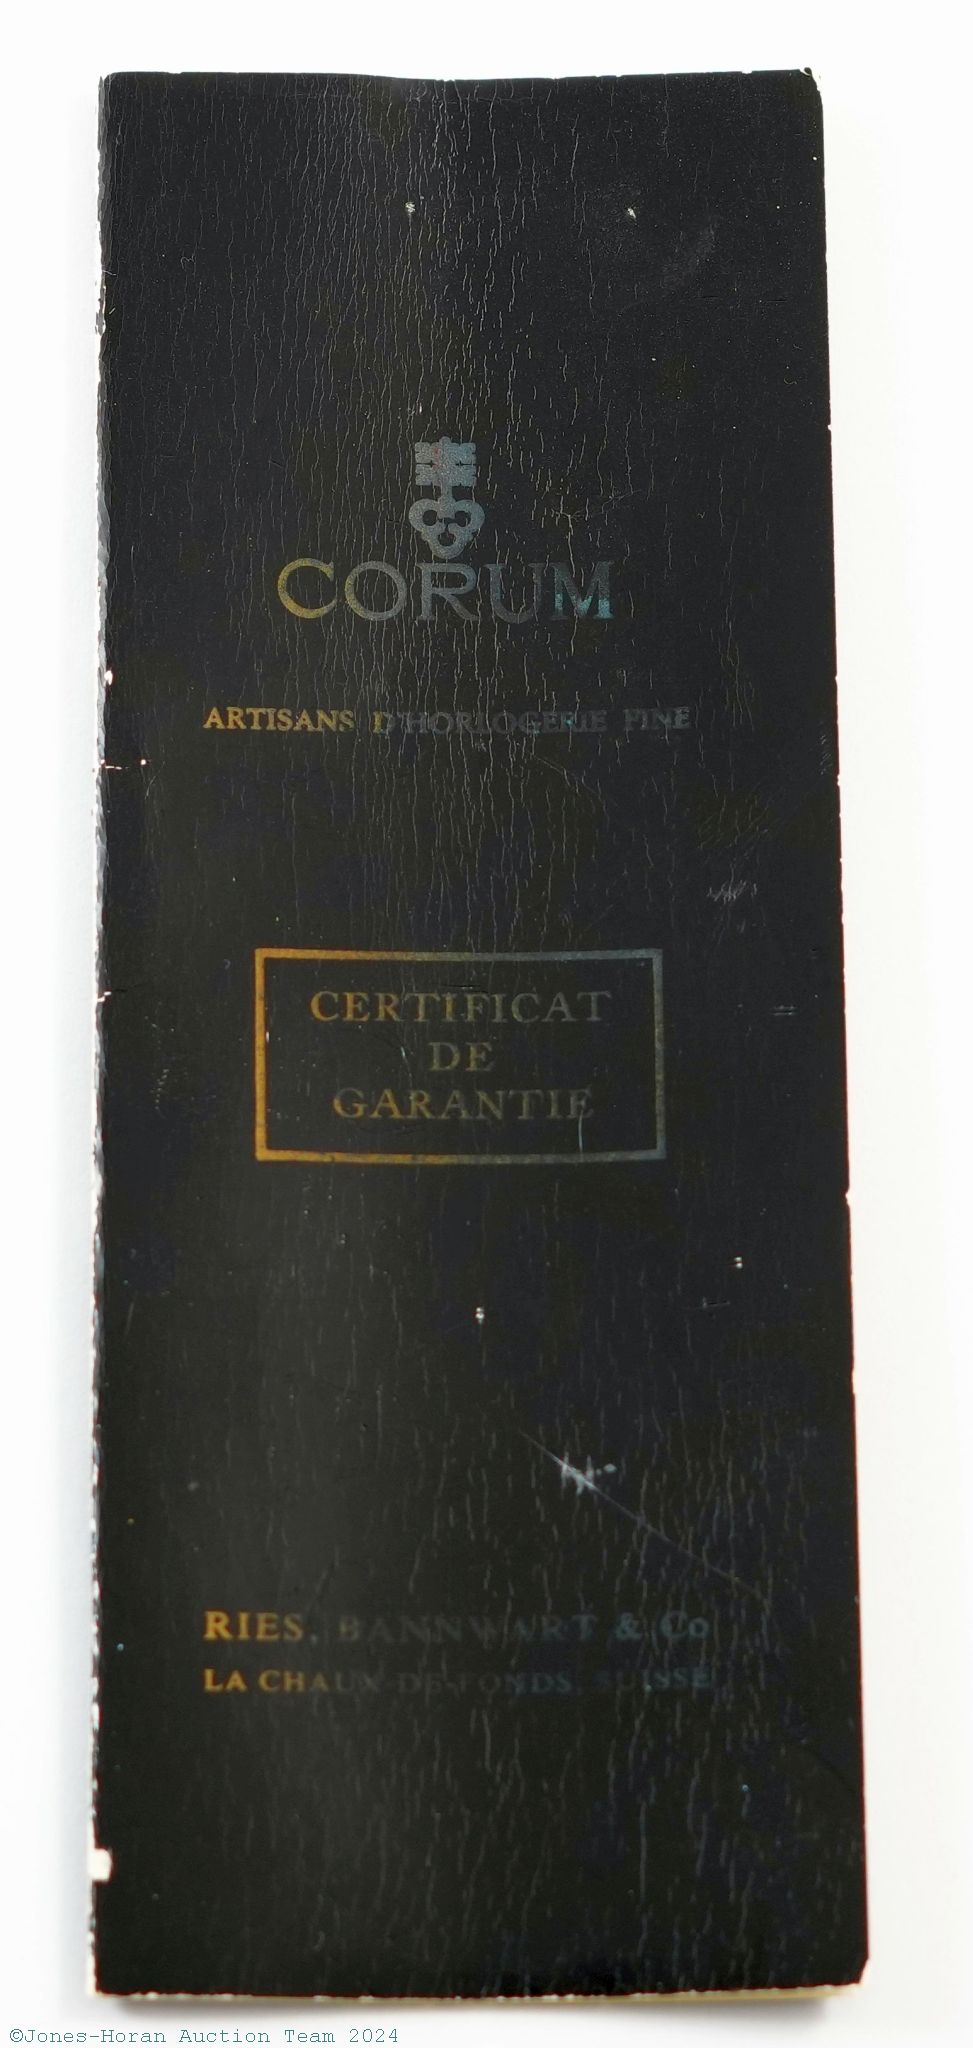 CORUM
ARTISANS D'HORLOGERIE FINE
CERTIFICAT
DE
GARANTIE
RIES, BANNWART & Co
LA CHAUX-DE-FONDS, SUISSE
©Jones-Horan Auction Team 2024